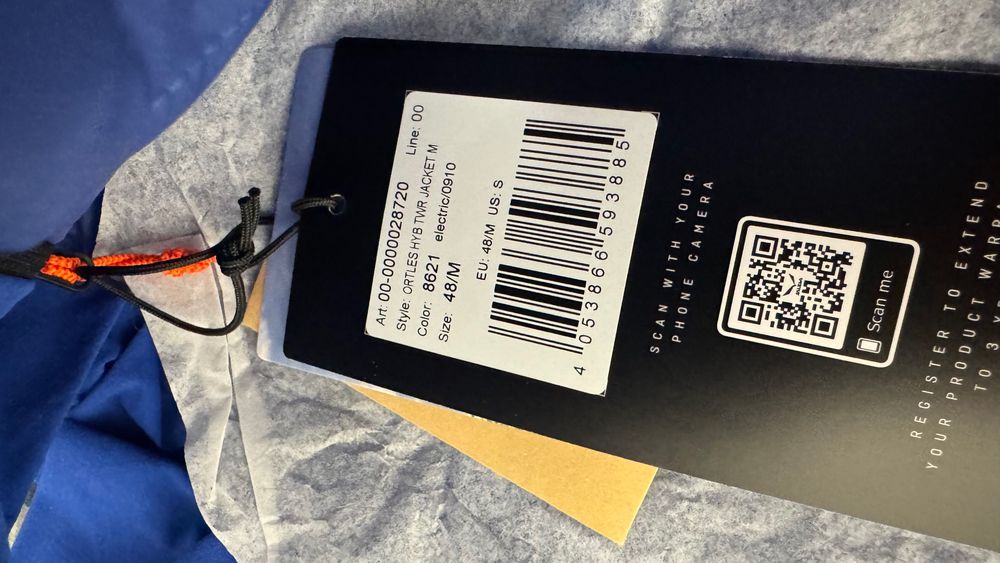 Art: 00-0000028720 Line: 00
Style: ORTLES HYB TWR JACKET M
Color: 8621 electric/0910
Size: 48/M
EU: 48/M US: S
4 053866 593885
SCAN WITH YOUR
PHONE CAMERA
Scan me
REGISTER TO EXTEND
YOUR PRODUCT
TO 3